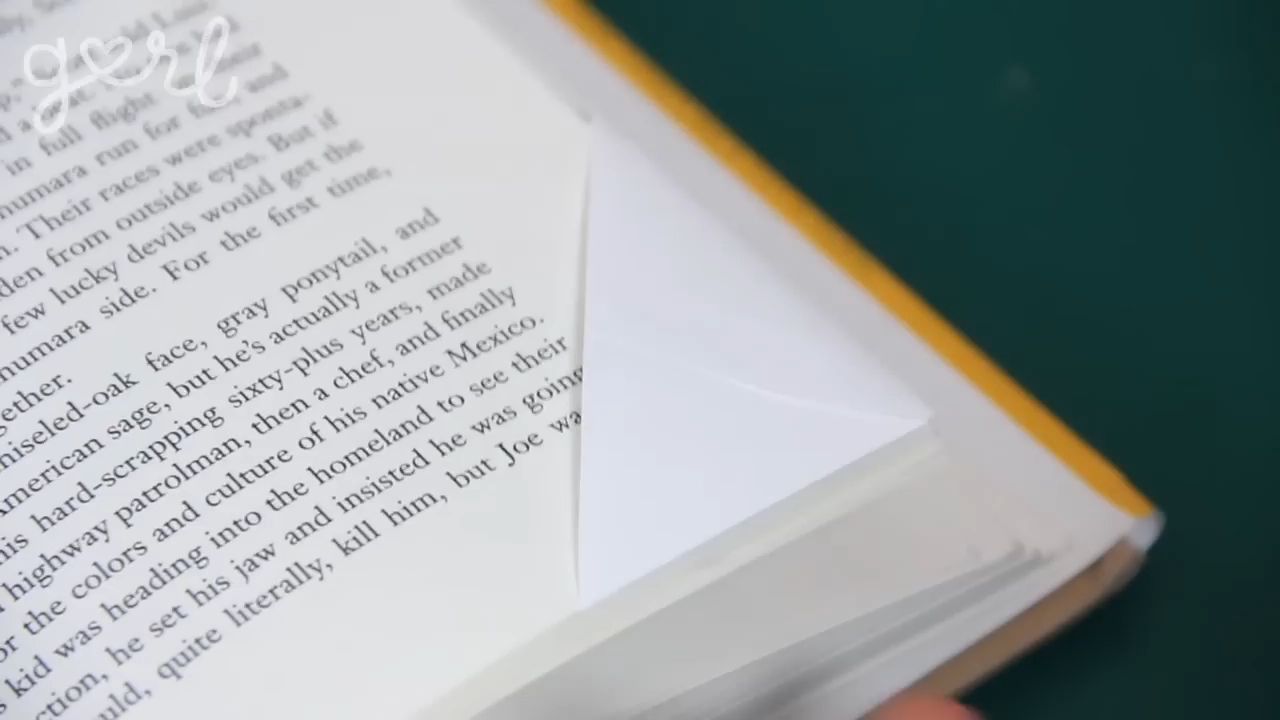 gurl
in full flight
humara run for
n. Their races were sponta-
den from outside eyes. But if
few lucky devils would get the
humara side. For the first time,
gether.
hiseled-oak face, gray ponytail, and
American sage, but he's actually a former
his hard-scrapping sixty-plus years, made
highway patrolman, then a chef, and finally
or the colors and culture of his native Mexico.
kid was heading into the homeland to see their
ction, he set his jaw and insisted he was going
uld, quite literally, kill him, but Joe wa